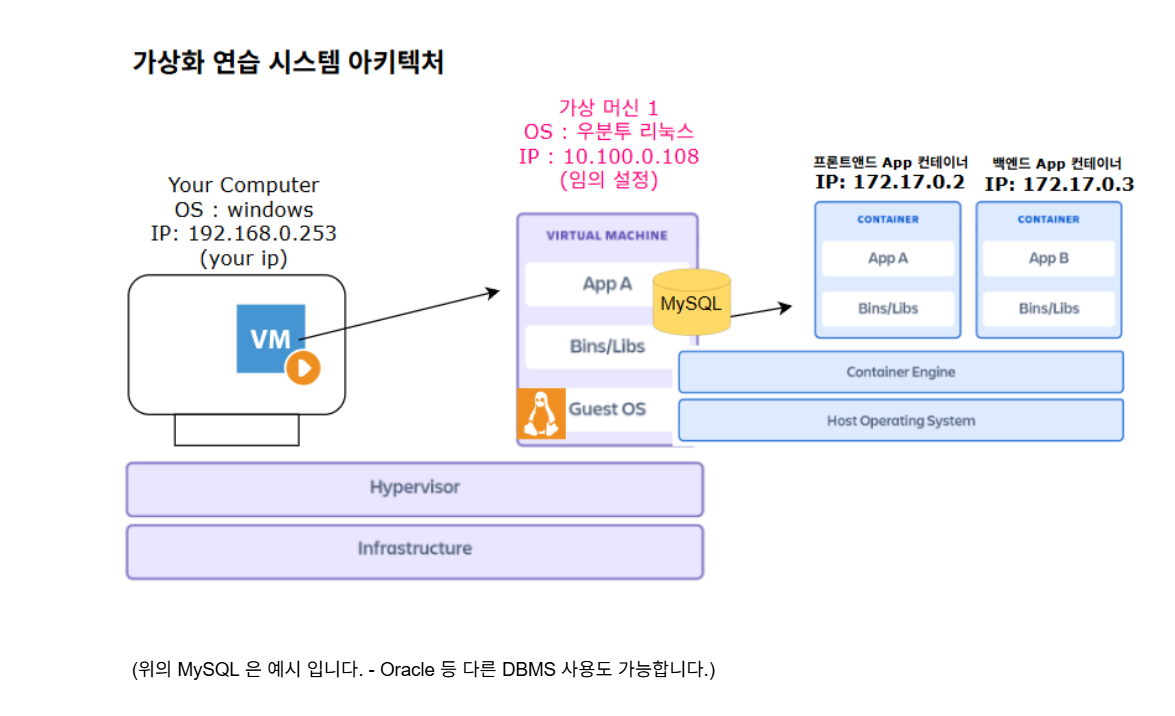 가상화 연습 시스템 아키텍처
가상 머신 1
OS : 우분투 리눅스
IP : 10.100.0.108
(임의 설정)
Your Computer
OS : windows
IP: 192.168.0.253
(your ip)
프론트앤드 App 컨테이너
IP: 172.17.0.2
백엔드 App 컨테이너
IP: 172.17.0.3
VM
VIRTUAL MACHINE
App A
Bins/Libs
Guest OS
MySQL
CONTAINER
App A
Bins/Libs
CONTAINER
App B
Bins/Libs
Container Engine
Host Operating System
Hypervisor
Infrastructure
(위의 MySQL 은 예시 입니다. - Oracle 등 다른 DBMS 사용도 가능합니다.)